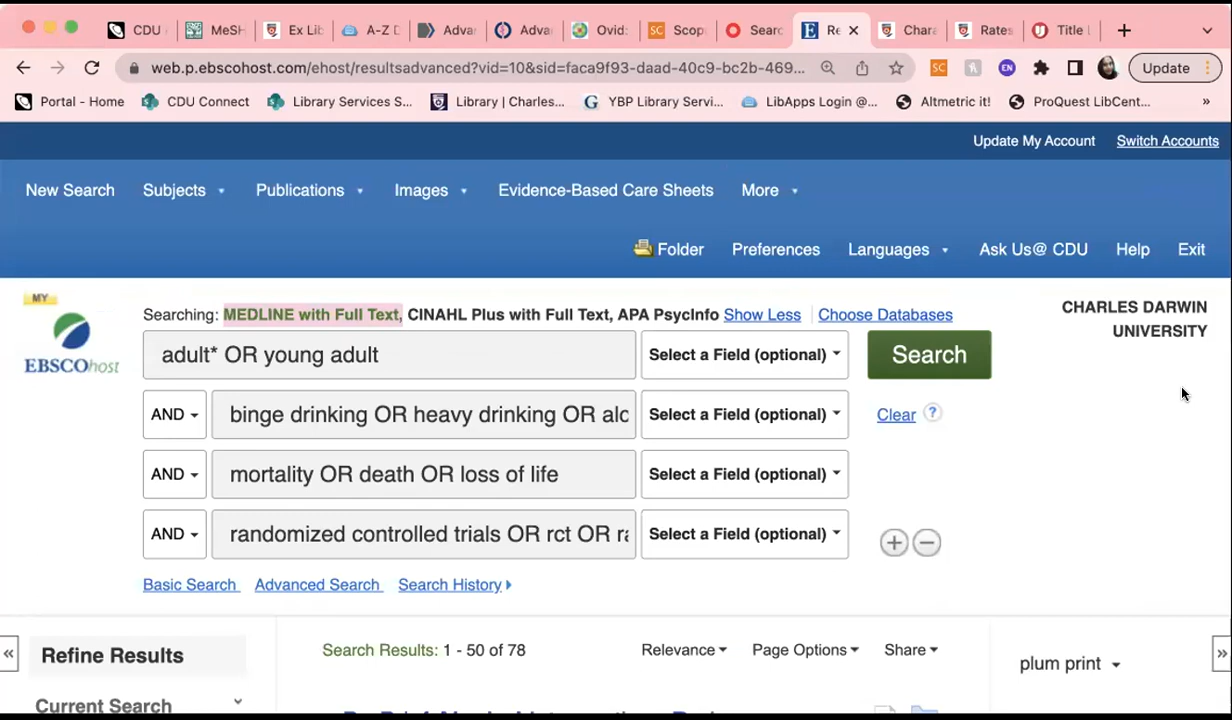 CDU
MeSH
Ex Lib
A-Z D
Advar
Adva
Ovid:
SC Scop
Searc
E Re
Chara
Rates
Title l
web.p.ebscohost.com/ehost/resultsadvanced?vid=10&sid=faca9f93-daad-40c9-bc2b-469...
SC
EN
Update
Portal - Home
CDU Connect
Library Services S...
Library | Charles...
G YBP Library Servi...
LibApps Login @...
Altmetric it!
ProQuest LibCent...
»
Update My Account Switch Accounts
New Search Subjects Publications Images Evidence-Based Care Sheets More
Folder Preferences Languages Ask Us@ CDU Help Exit
MY
EBSCOhost
Searching: MEDLINE with Full Text, CINAHL Plus with Full Text, APA PsycInfo Show Less Choose Databases
CHARLES DARWIN
UNIVERSITY
adult* OR young adult Select a Field (optional) Search
AND binge drinking OR heavy drinking OR alc Select a Field (optional) Clear ?
AND mortality OR death OR loss of life Select a Field (optional)
AND randomized controlled trials OR rct OR ra Select a Field (optional)
Basic Search Advanced Search Search History
« Refine Results
Search Results: 1 - 50 of 78 Relevance Page Options Share
plum print »
Current Search